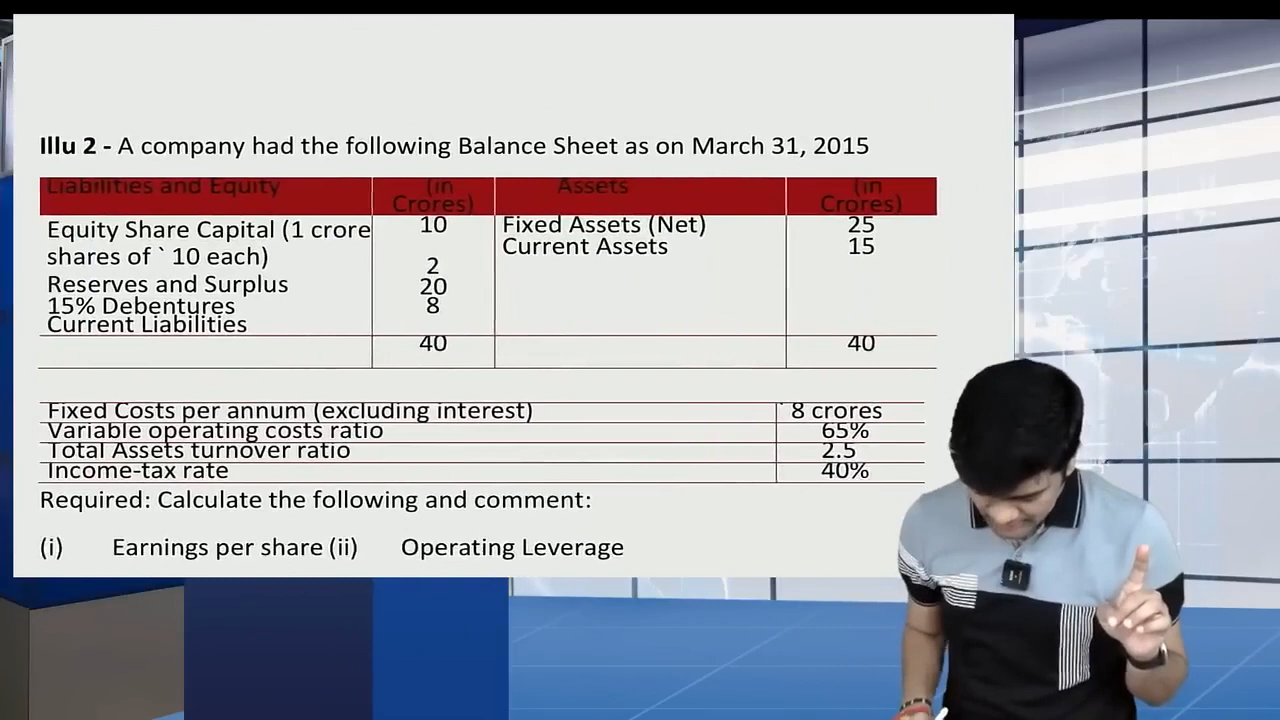 Illu 2 - A company had the following Balance Sheet as on March 31, 2015
Liabilities and Equity (in Crores) Assets (in Crores)
Equity Share Capital (1 crore 10 Fixed Assets (Net) 25
shares of ` 10 each) Current Assets 15
2
Reserves and Surplus 20
15% Debentures 8
Current Liabilities
40 40
Fixed Costs per annum (excluding interest) ` 8 crores
Variable operating costs ratio 65%
Total Assets turnover ratio 2.5
Income-tax rate 40%
Required: Calculate the following and comment:
(i) Earnings per share (ii) Operating Leverage